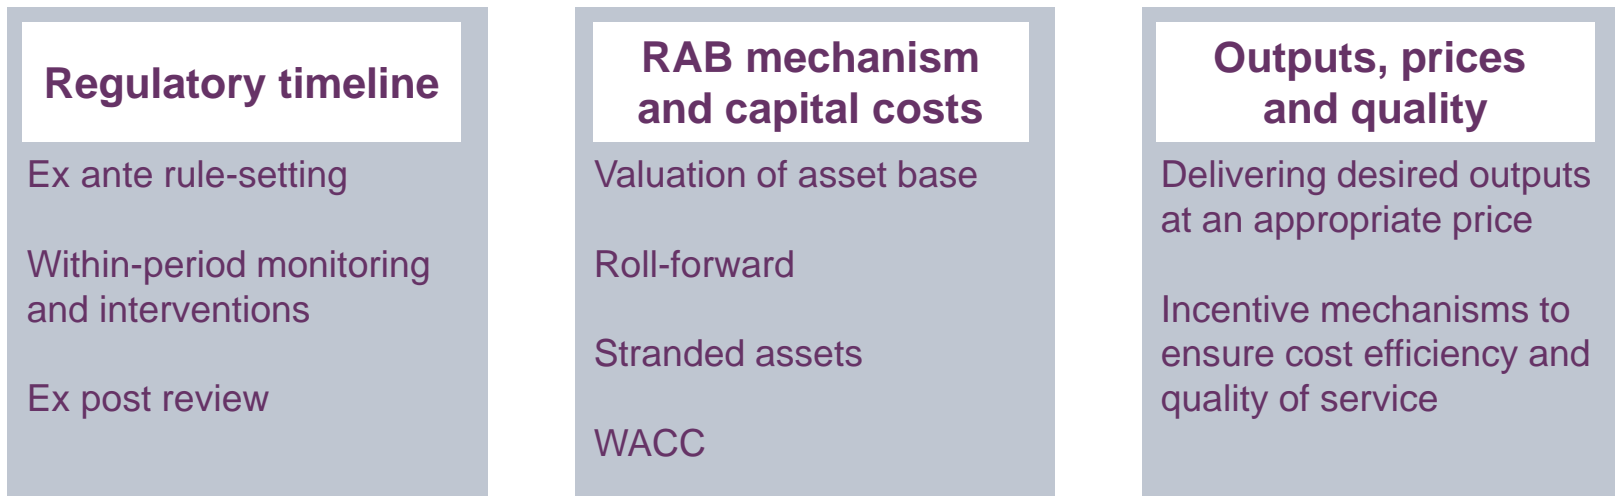 Regulatory timeline
Ex ante rule-setting
Within-period monitoring
and interventions
Ex post review
RAB mechanism
and capital costs
Valuation of asset base
Roll-forward
Stranded assets
WACC
Outputs, prices
and quality
Delivering desired outputs
at an appropriate price
Incentive mechanisms to
ensure cost efficiency and
quality of service